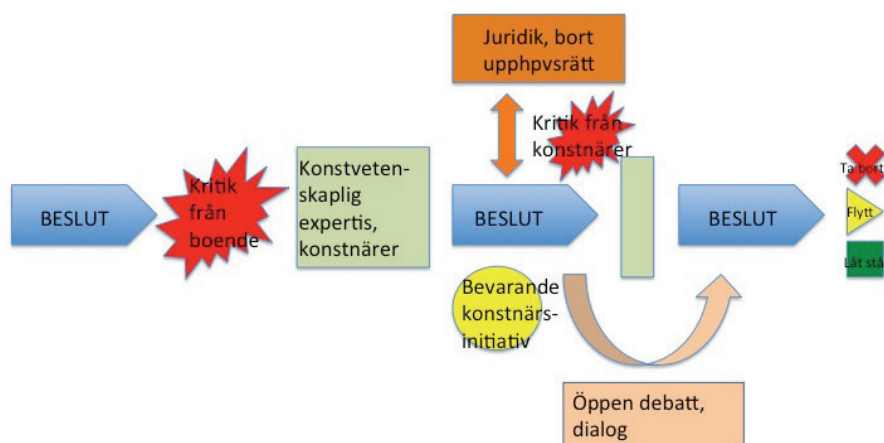 Juridik, bort
upphpvsrätt
Kritik från
konstnärer
BESLUT
Kritik
från
boende
Konstveten-
skaplig
expertis,
konstnärer
BESLUT
BESLUT
Ta bort
Flytt
Låt stå
Bevarande
konstnärs-
initiativ
Öppen debatt,
dialog